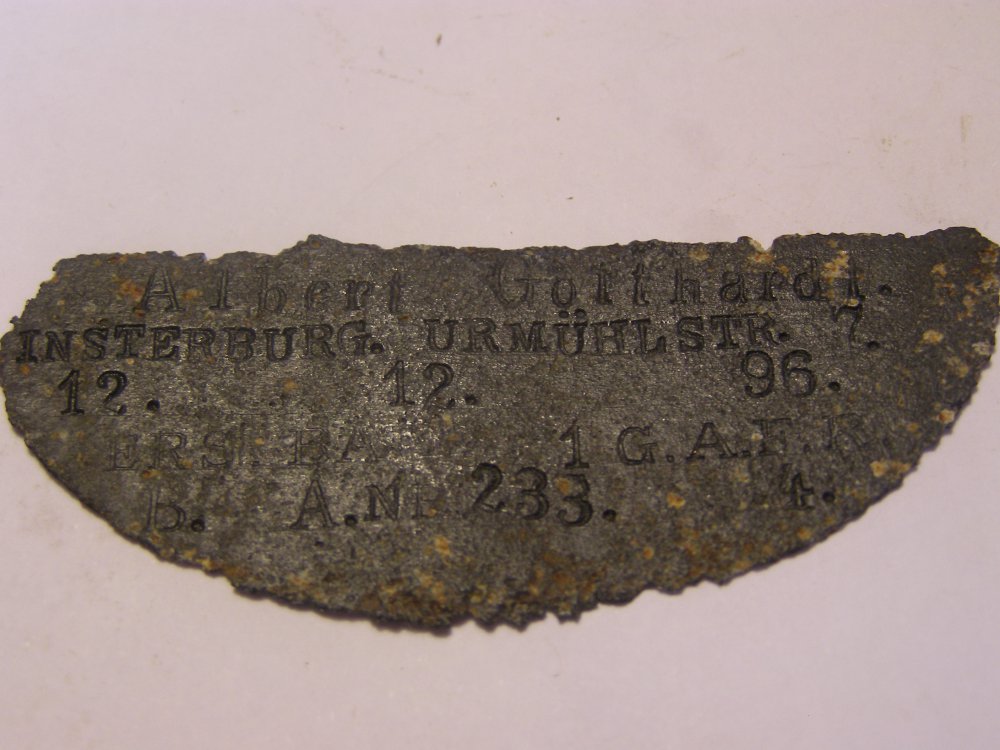 Albert Gotthardt.
INSTERBURG. URMÜHLSTR. 7.
12. 12. 96.
ERS. BAT. 1 G.A.F.R.
B. A.NR 233. 4.